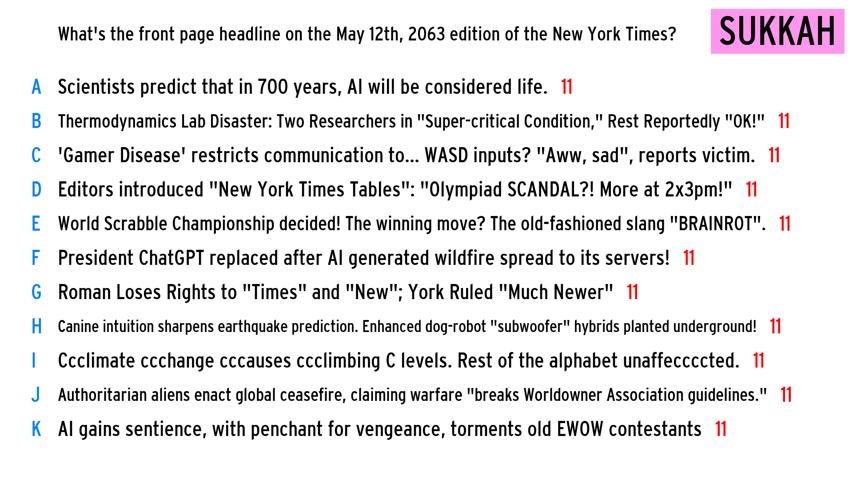 What's the front page headline on the May 12th, 2063 edition of the New York Times?
SUKKAH
A Scientists predict that in 700 years, AI will be considered life. 11
B Thermodynamics Lab Disaster: Two Researchers in "Super-critical Condition," Rest Reportedly "OK!" 11
C 'Gamer Disease' restricts communication to... WASD inputs? "Aww, sad", reports victim. 11
D Editors introduced "New York Times Tables": "Olympiad SCANDAL?! More at 2x3pm!" 11
E World Scrabble Championship decided! The winning move? The old-fashioned slang "BRAINROT". 11
F President ChatGPT replaced after AI generated wildfire spread to its servers! 11
G Roman Loses Rights to "Times" and "New"; York Ruled "Much Newer" 11
H Canine intuition sharpens earthquake prediction. Enhanced dog-robot "subwoofer" hybrids planted underground! 11
I Ccclimate ccchange cccauses ccclimbing C levels. Rest of the alphabet unaffecccccted. 11
J Authoritarian aliens enact global ceasefire, claiming warfare "breaks Worldowner Association guidelines." 11
K AI gains sentience, with penchant for vengeance, torments old EWOW contestants 11